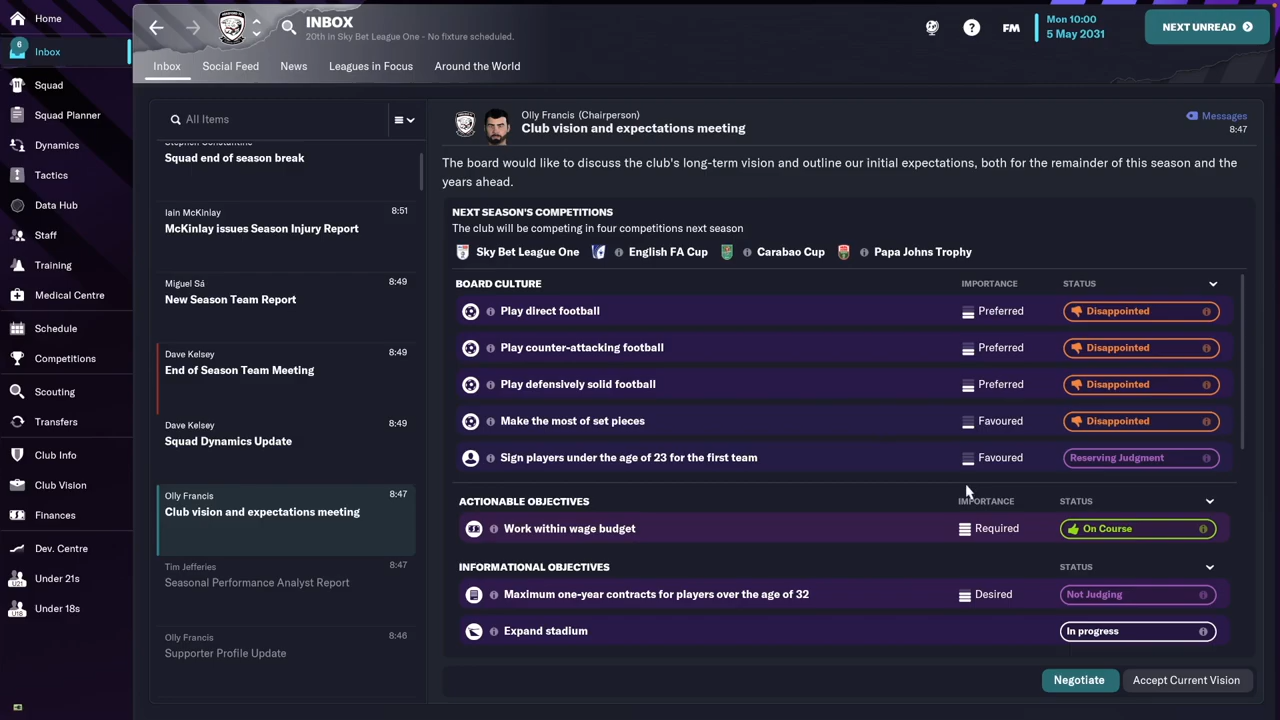 Home
6
Inbox
Squad
Squad Planner
Dynamics
Tactics
Data Hub
Staff
Training
Medical Centre
Schedule
Competitions
Scouting
Transfers
Club Info
Club Vision
Finances
Dev. Centre
U21
Under 21s
U18
Under 18s
INBOX
20th in Sky Bet League One - No fixture scheduled.
FM
Mon 10:00
5 May 2031
NEXT UNREAD
Inbox
Social Feed
News
Leagues in Focus
Around the World
All Items
Stephen Constantine
Squad end of season break
Iain McKinlay
8:51
McKinlay issues Season Injury Report
Miguel Sá
8:49
New Season Team Report
Dave Kelsey
8:49
End of Season Team Meeting
Dave Kelsey
8:49
Squad Dynamics Update
Olly Francis
8:47
Club vision and expectations meeting
Tim Jefferies
8:47
Seasonal Performance Analyst Report
Olly Francis
8:46
Supporter Profile Update
Olly Francis (Chairperson)
Club vision and expectations meeting
Messages
8:47
The board would like to discuss the club's long-term vision and outline our initial expectations, both for the remainder of this season and the
years ahead.
NEXT SEASON'S COMPETITIONS
The club will be competing in four competitions next season
Sky Bet League One
English FA Cup
Carabao Cup
Papa Johns Trophy
BOARD CULTURE
IMPORTANCE
STATUS
Play direct football
Preferred
Disappointed
Play counter-attacking football
Preferred
Disappointed
Play defensively solid football
Preferred
Disappointed
Make the most of set pieces
Favoured
Disappointed
Sign players under the age of 23 for the first team
Favoured
Reserving Judgment
ACTIONABLE OBJECTIVES
IMPORTANCE
STATUS
Work within wage budget
Required
On Course
INFORMATIONAL OBJECTIVES
STATUS
Maximum one-year contracts for players over the age of 32
Desired
Not Judging
Expand stadium
In progress
Negotiate
Accept Current Vision